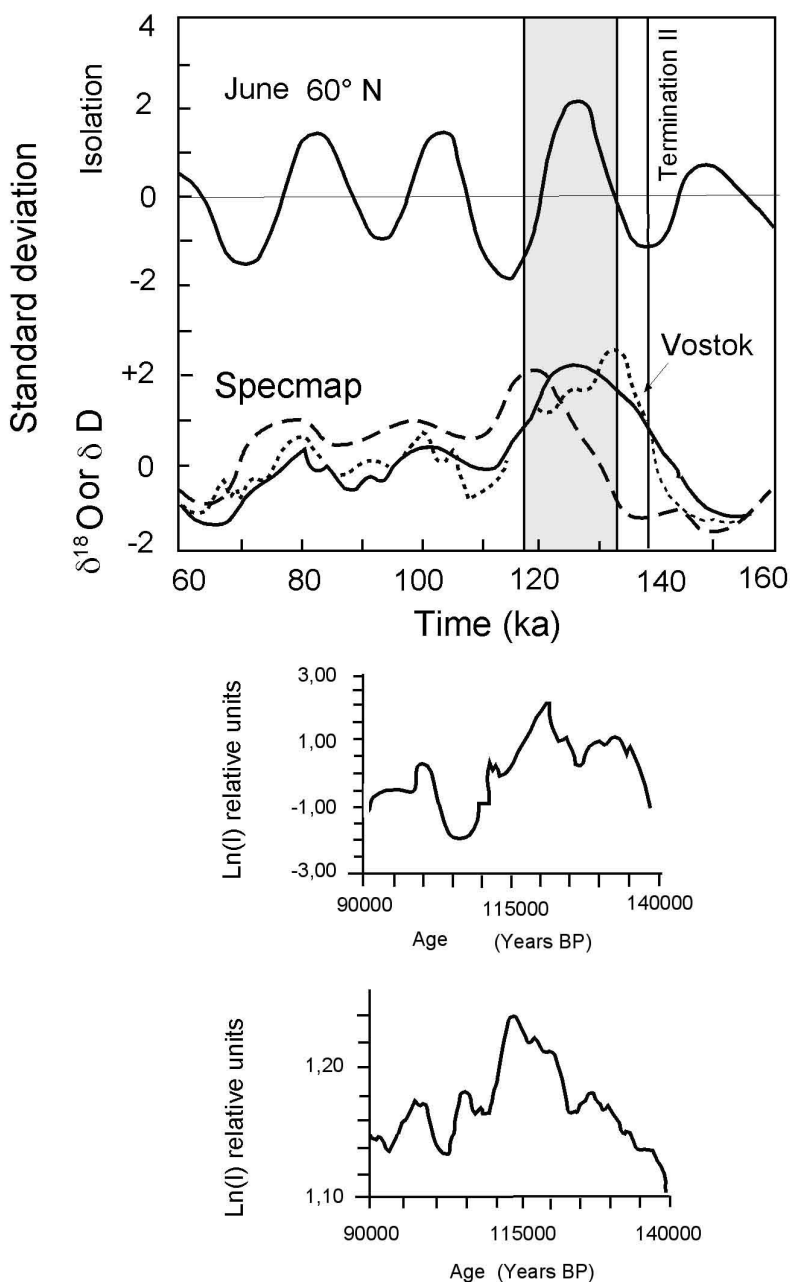 Standard deviation
Isolation
δ¹⁸O or δ D
4
2
0
-2
+2
0
-2
June 60° N
Termination II
Specmap
Vostok
60
80
100
120
140
160
Time (ka)
Ln(I) relative units
3,00
1,00
-1,00
-3,00
90000
115000
140000
Age (Years BP)
Ln(I) relative units
1,20
1,10
90000
115000
140000
Age (Years BP)